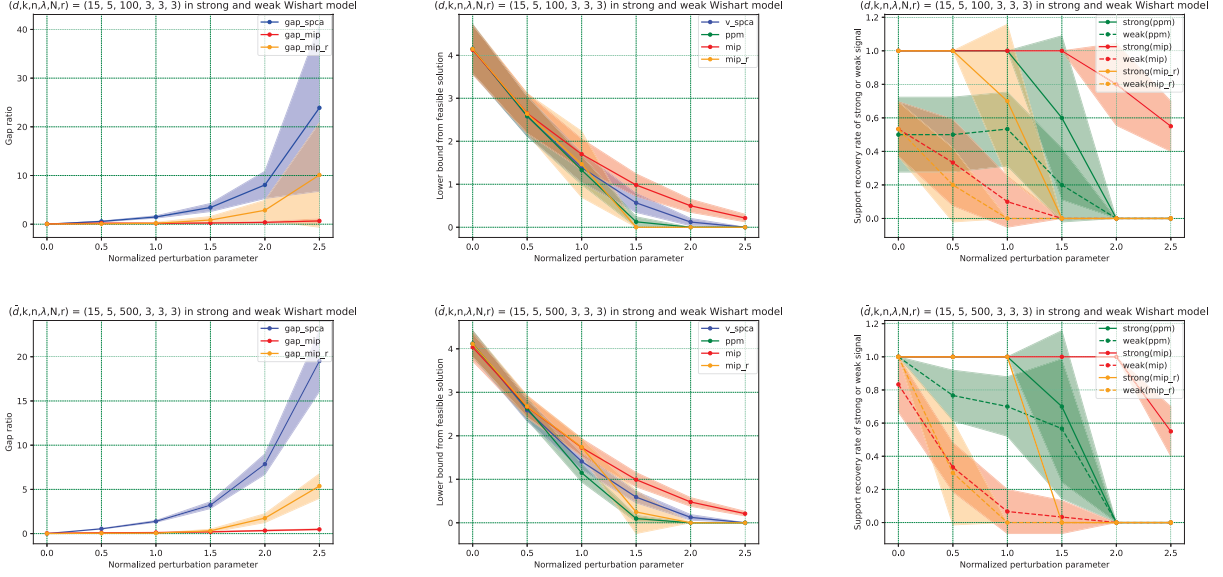 (d̄,k,n,λ,N,r) = (15, 5, 100, 3, 3, 3) in strong and weak Wishart model
gap_spca
gap_mip
gap_mip_r
Gap ratio
40
30
20
10
0
0.0 0.5 1.0 1.5 2.0 2.5
Normalized perturbation parameter
(d̄,k,n,λ,N,r) = (15, 5, 100, 3, 3, 3) in strong and weak Wishart model
v_spca
ppm
mip
mip_r
Lower bound from feasible solution
4
3
2
1
0
0.0 0.5 1.0 1.5 2.0 2.5
Normalized perturbation parameter
(d̄,k,n,λ,N,r) = (15, 5, 100, 3, 3, 3) in strong and weak Wishart model
strong(ppm)
weak(ppm)
strong(mip)
weak(mip)
strong(mip_r)
weak(mip_r)
Support recovery rate of strong or weak signal
1.2
1.0
0.8
0.6
0.4
0.2
0.0
0.0 0.5 1.0 1.5 2.0 2.5
Normalized perturbation parameter
(d̄,k,n,λ,N,r) = (15, 5, 500, 3, 3, 3) in strong and weak Wishart model
gap_spca
gap_mip
gap_mip_r
Gap ratio
20
15
10
5
0
0.0 0.5 1.0 1.5 2.0 2.5
Normalized perturbation parameter
(d̄,k,n,λ,N,r) = (15, 5, 500, 3, 3, 3) in strong and weak Wishart model
v_spca
ppm
mip
mip_r
Lower bound from feasible solution
4
3
2
1
0
0.0 0.5 1.0 1.5 2.0 2.5
Normalized perturbation parameter
(d̄,k,n,λ,N,r) = (15, 5, 500, 3, 3, 3) in strong and weak Wishart model
strong(ppm)
weak(ppm)
strong(mip)
weak(mip)
strong(mip_r)
weak(mip_r)
Support recovery rate of strong or weak signal
1.2
1.0
0.8
0.6
0.4
0.2
0.0
0.0 0.5 1.0 1.5 2.0 2.5
Normalized perturbation parameter